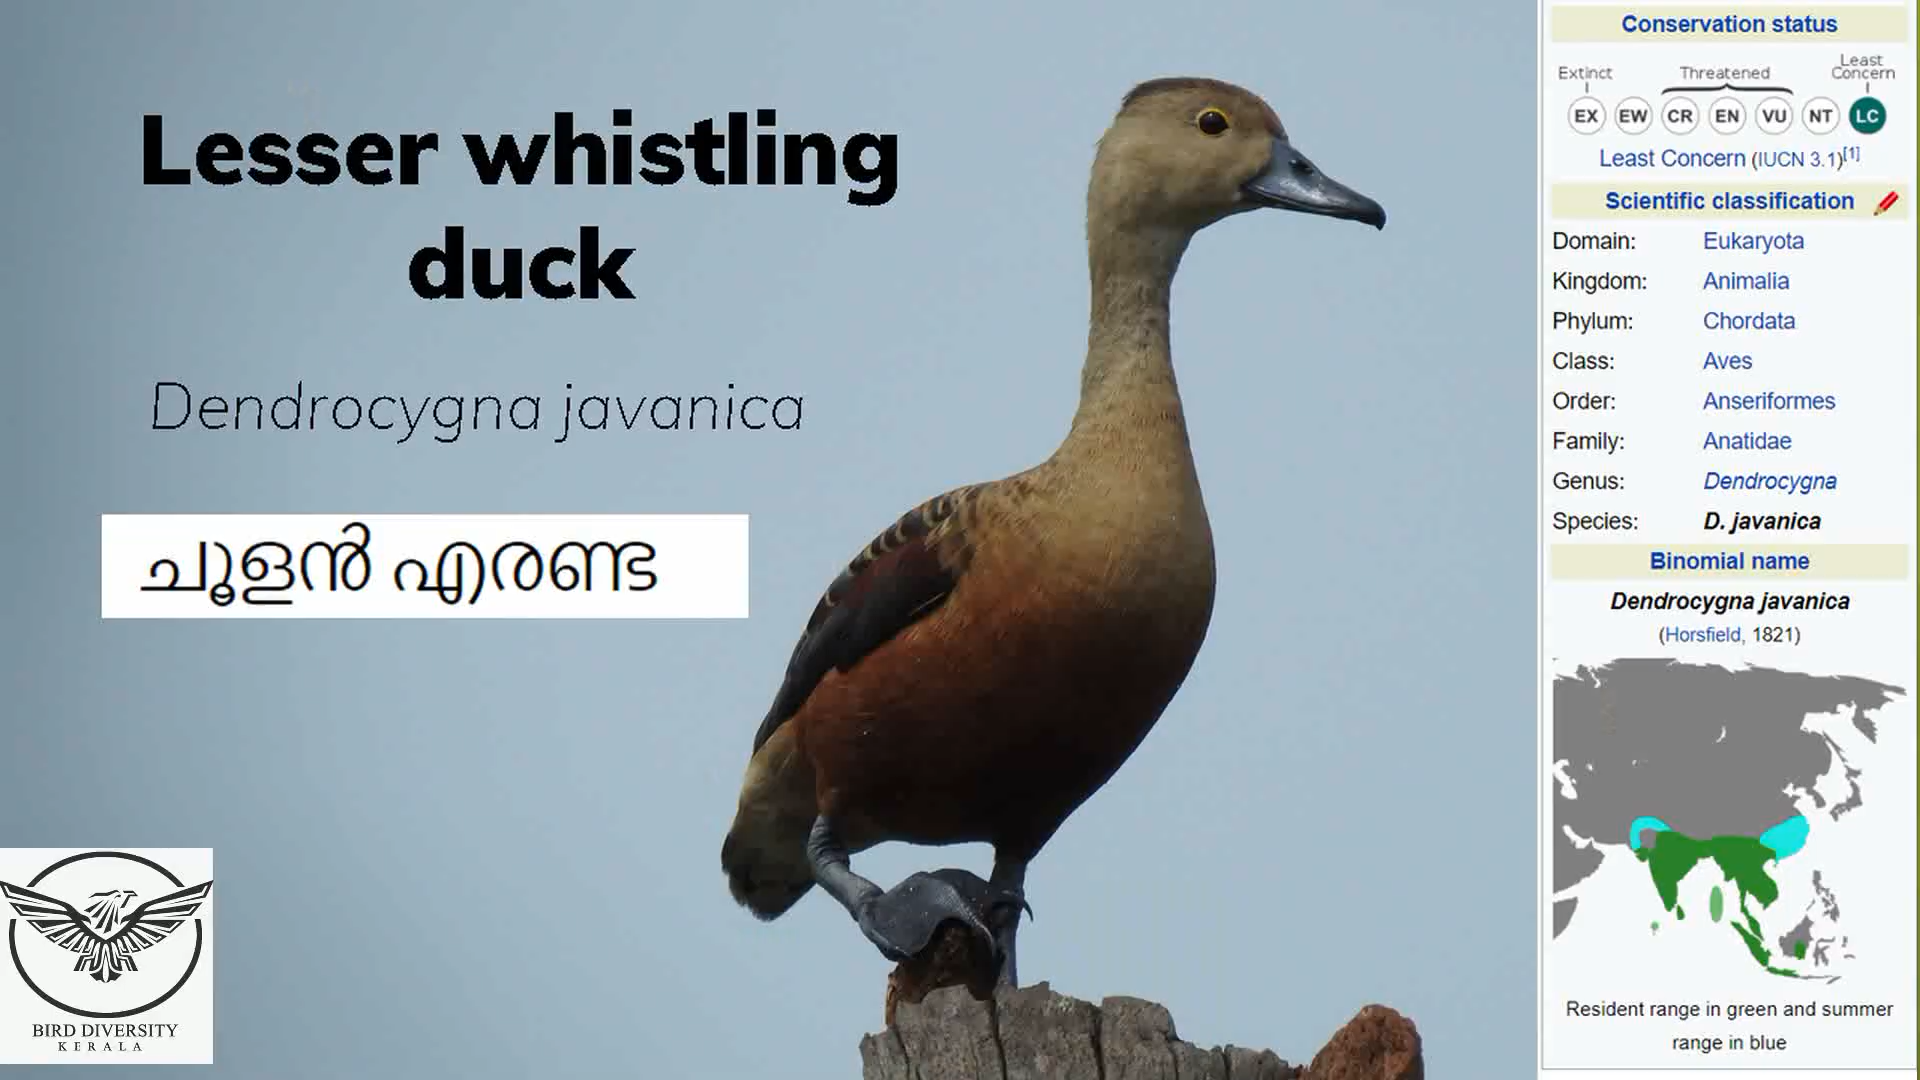 Lesser whistling
duck
Dendrocygna javanica
ചൂളൻ എരണ്ട
BIRD DIVERSITY
KERALA
Conservation status
Extinct Threatened Least Concern
EX EW CR EN VU NT LC
Least Concern (IUCN 3.1)[1]
Scientific classification
Domain: Eukaryota
Kingdom: Animalia
Phylum: Chordata
Class: Aves
Order: Anseriformes
Family: Anatidae
Genus: Dendrocygna
Species: D. javanica
Binomial name
Dendrocygna javanica
(Horsfield, 1821)
Resident range in green and summer
range in blue